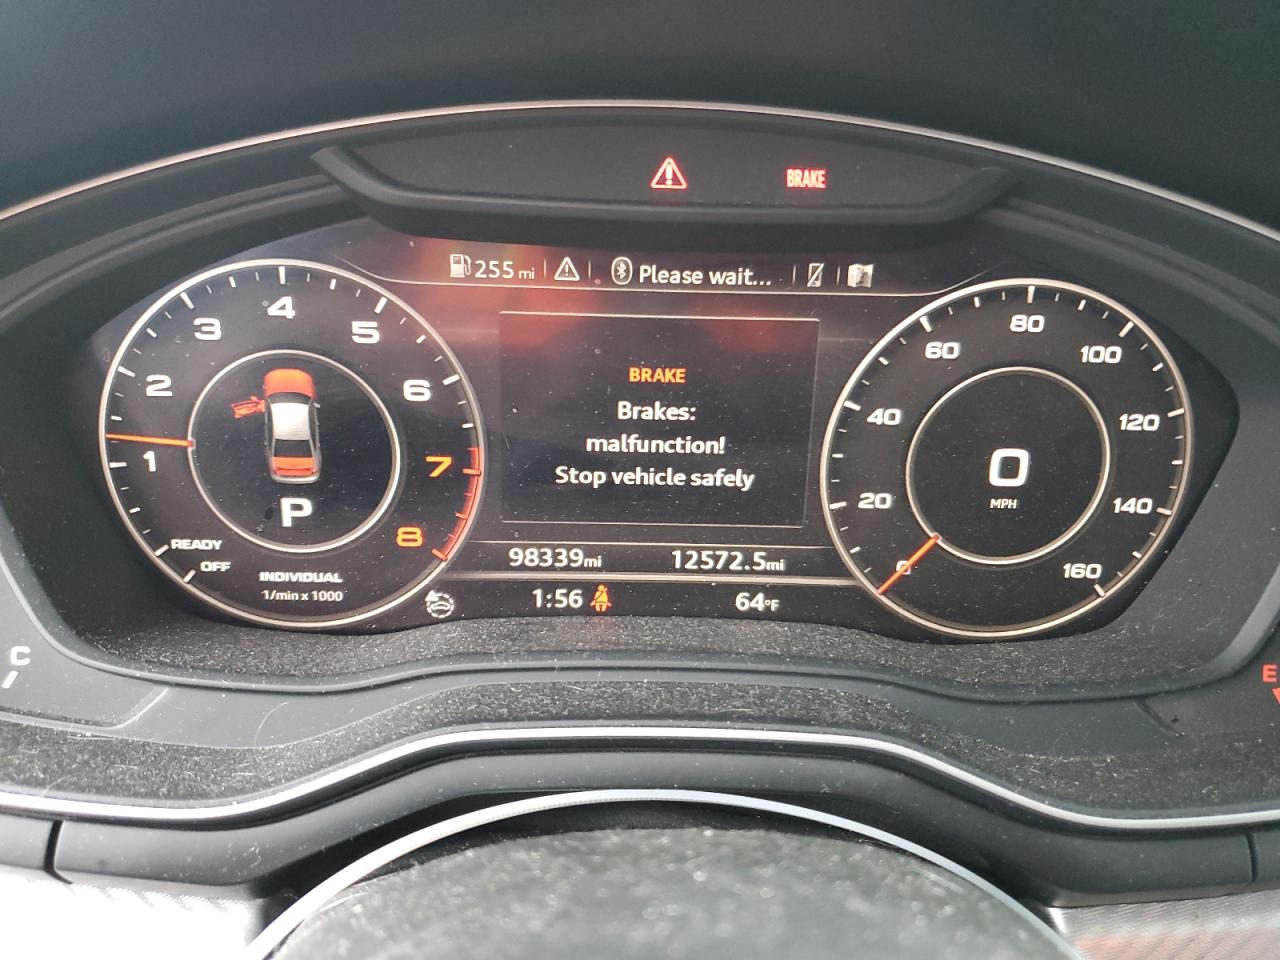 BRAKE
255 mi
Please wait...
4
3
5
2
6
1
7
8
P
READY
OFF
INDIVIDUAL
1/min x 1000
BRAKE
Brakes:
malfunction!
Stop vehicle safely
98339mi 12572.5mi
1:56 64°F
80
60
100
40
120
20
140
0
160
0
MPH
C
E